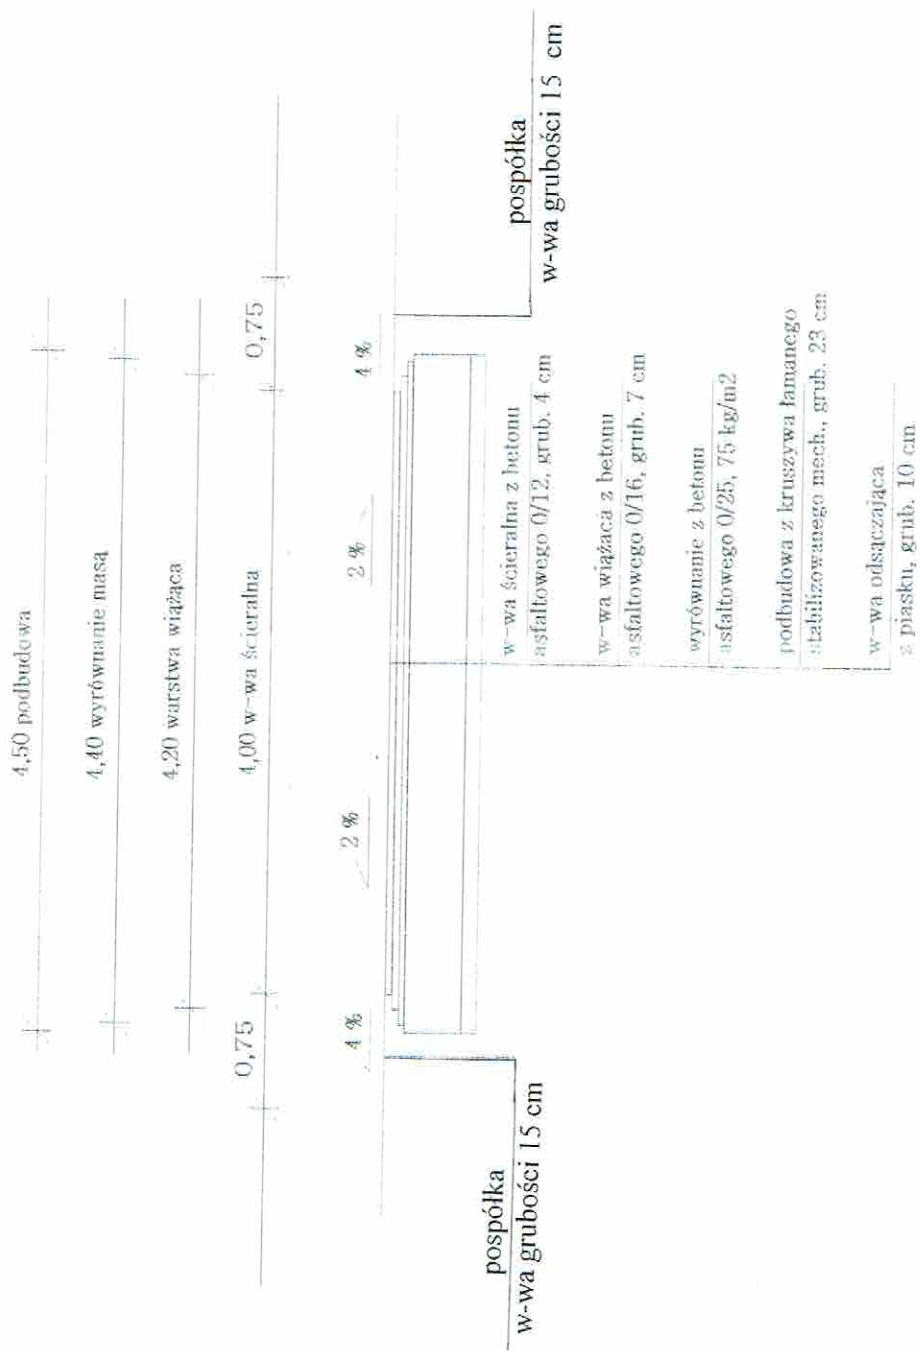 4,50 podbudowa
4,40 wyrównanie masą
4,20 warstwa wiążąca
0,75
4,00 w-wa ścieralna
0,75
4 %
2 %
2 %
4 %
pospółka
w-wa grubości 15 cm
pospółka
w-wa grubości 15 cm
w-wa ścieralna z betonu
asfaltowego 0/12, grub. 4 cm
w-wa wiążaca z betonu
asfaltowego 0/16, grub. 7 cm
wyrównanie z betonu
asfaltowego 0/25, 75 kg/m2
podbudowa z kruszywa łamanego
stabilizowanego mech., grub. 23 cm
w-wa odsączająca
z piasku, grub. 10 cm